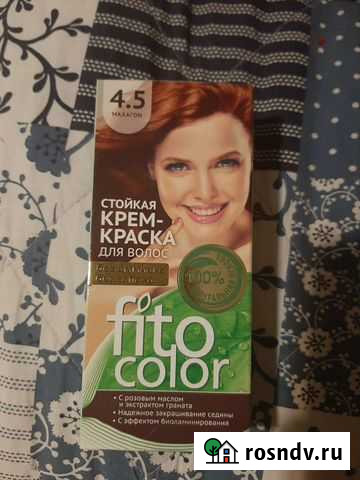 4.5
МАХАГОН
СТОЙКАЯ
КРЕМ-
КРАСКА
ДЛЯ ВОЛОС
100%
fito
color
• С розовым маслом
и экстрактом граната
• Надежное закрашивание седины
• С эффектом биоламинирования
rosndv.ru